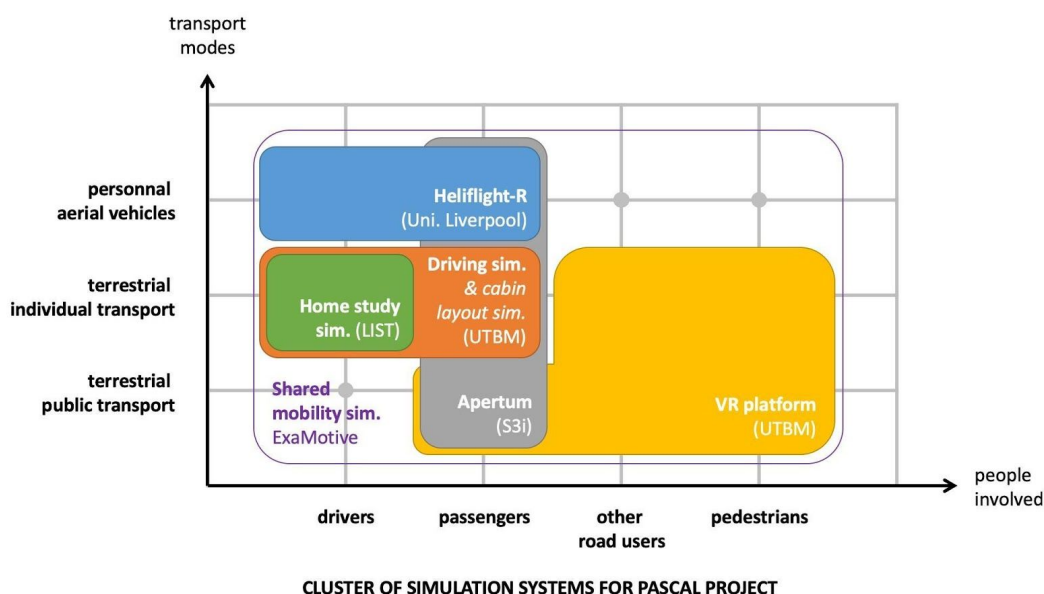 transport
modes
personnal
aerial vehicles
Heliflight-R
(Uni. Liverpool)
terrestrial
individual transport
Home study
sim. (LIST)
Driving sim.
& cabin
layout sim.
(UTBM)
terrestrial
public transport
Shared
mobility sim.
ExaMotive
Apertum
(S3i)
VR platform
(UTBM)
people
involved
drivers
passengers
other
road users
pedestrians
CLUSTER OF SIMULATION SYSTEMS FOR PASCAL PROJECT